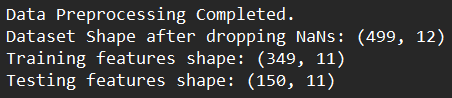 Data Preprocessing Completed.
Dataset Shape after dropping NaNs: (499, 12)
Training features shape: (349, 11)
Testing features shape: (150, 11)